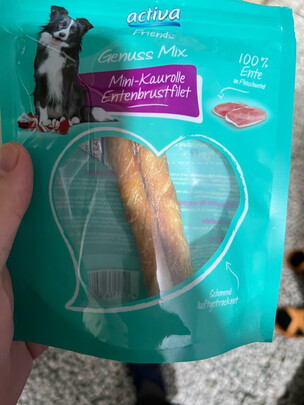 activa
Friends
Genuss Mix
100%
Ente
im Fleischanteil
Mini-Kaurolle
Entenbrustfilet
Schonend
luftgetrocknet